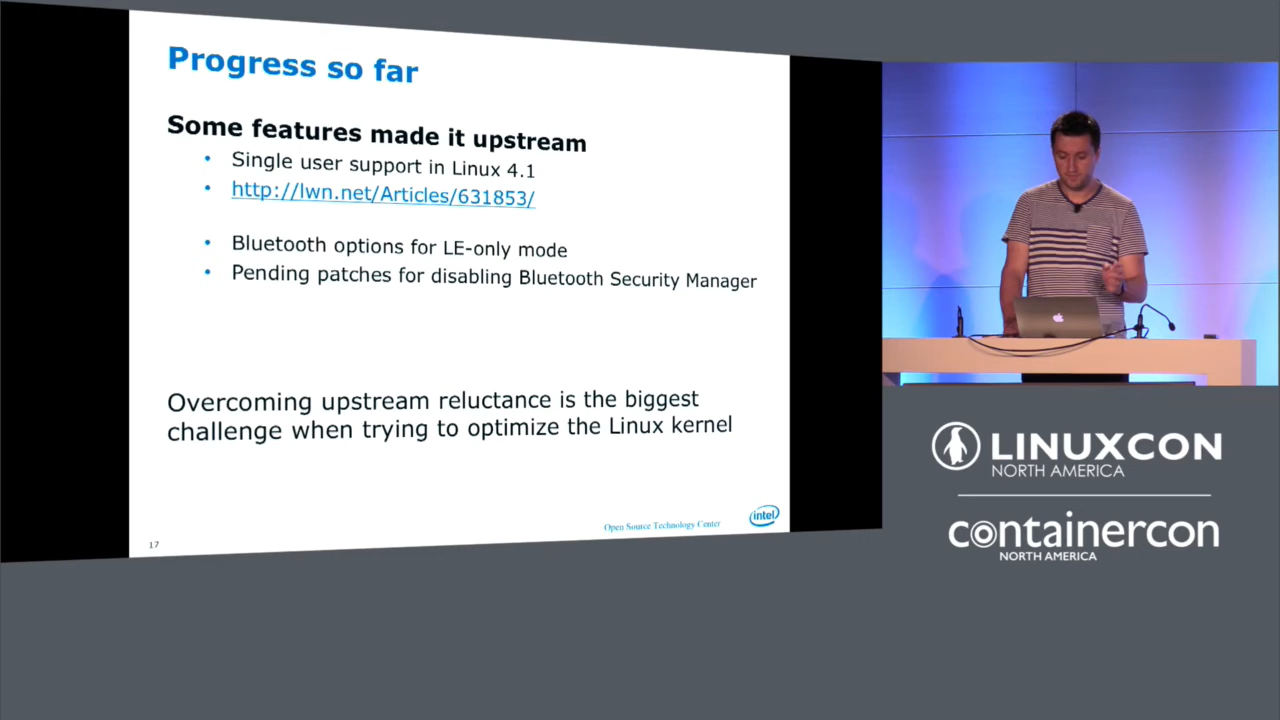 Progress so far
Some features made it upstream
• Single user support in Linux 4.1
• http://lwn.net/Articles/631853/
• Bluetooth options for LE-only mode
• Pending patches for disabling Bluetooth Security Manager
Overcoming upstream reluctance is the biggest
challenge when trying to optimize the Linux kernel
Open Source Technology Center
intel
17
LINUXCON
NORTH AMERICA
containercon
NORTH AMERICA